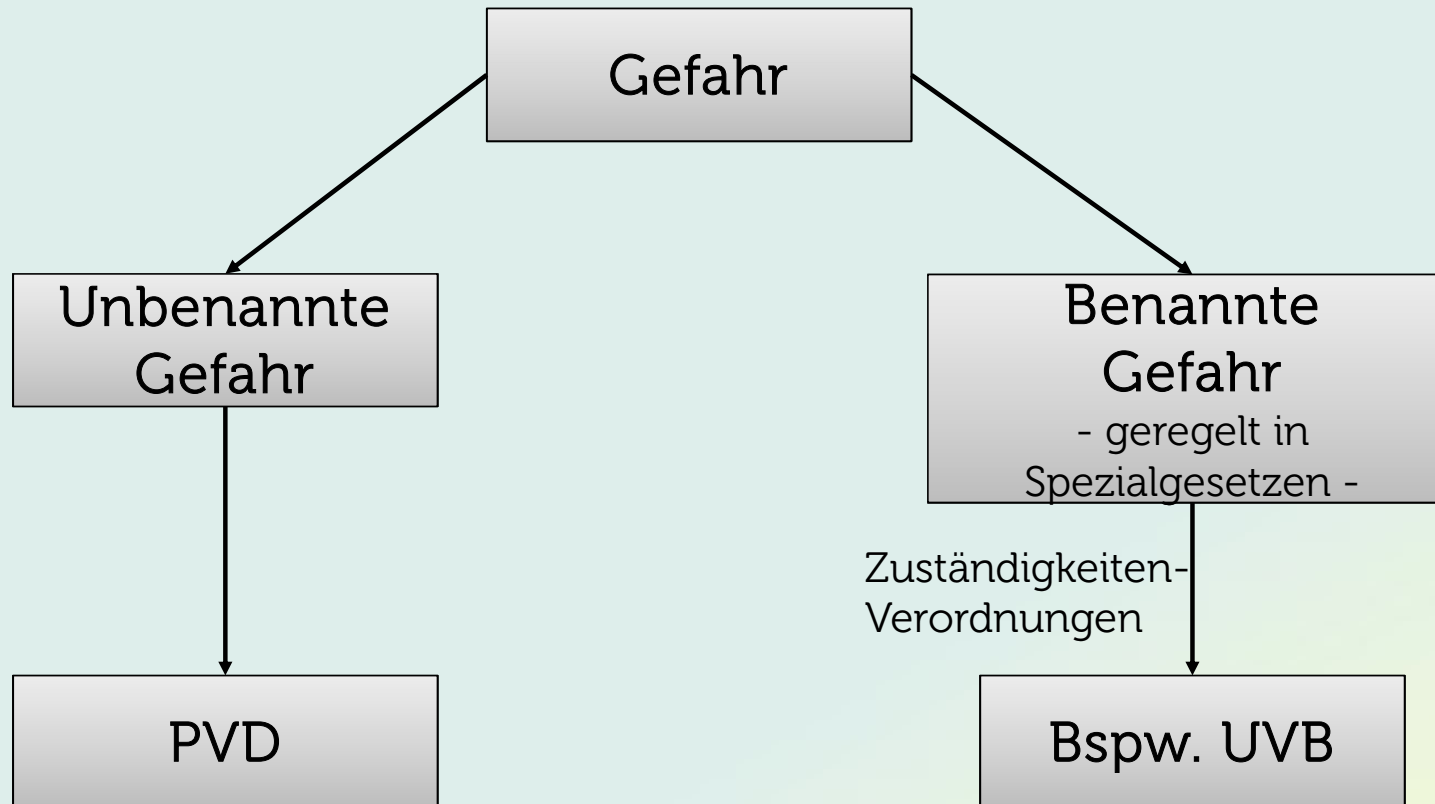 Gefahr
Unbenannte
Gefahr
Benannte
Gefahr
- geregelt in
Spezialgesetzen -
Zuständigkeiten-
Verordnungen
PVD
Bspw. UVB